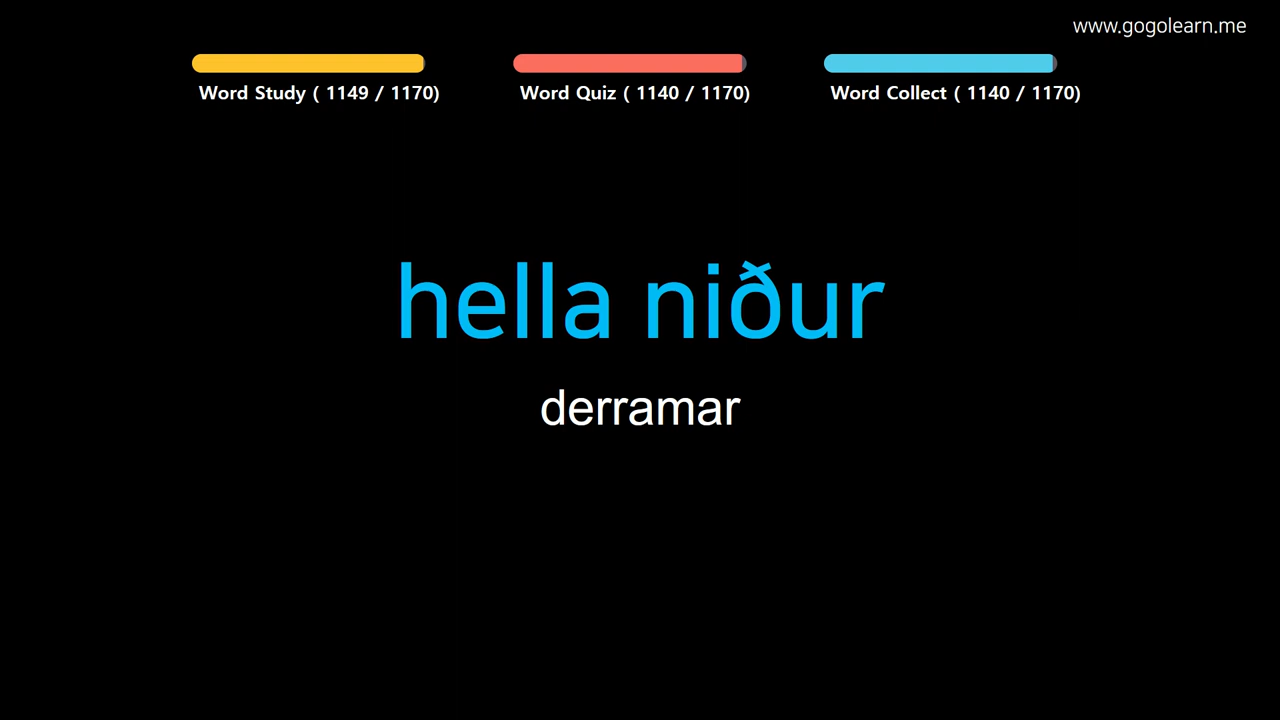 www.gogolearn.me
Word Study ( 1149 / 1170)
Word Quiz ( 1140 / 1170)
Word Collect ( 1140 / 1170)
hella niður
derramar